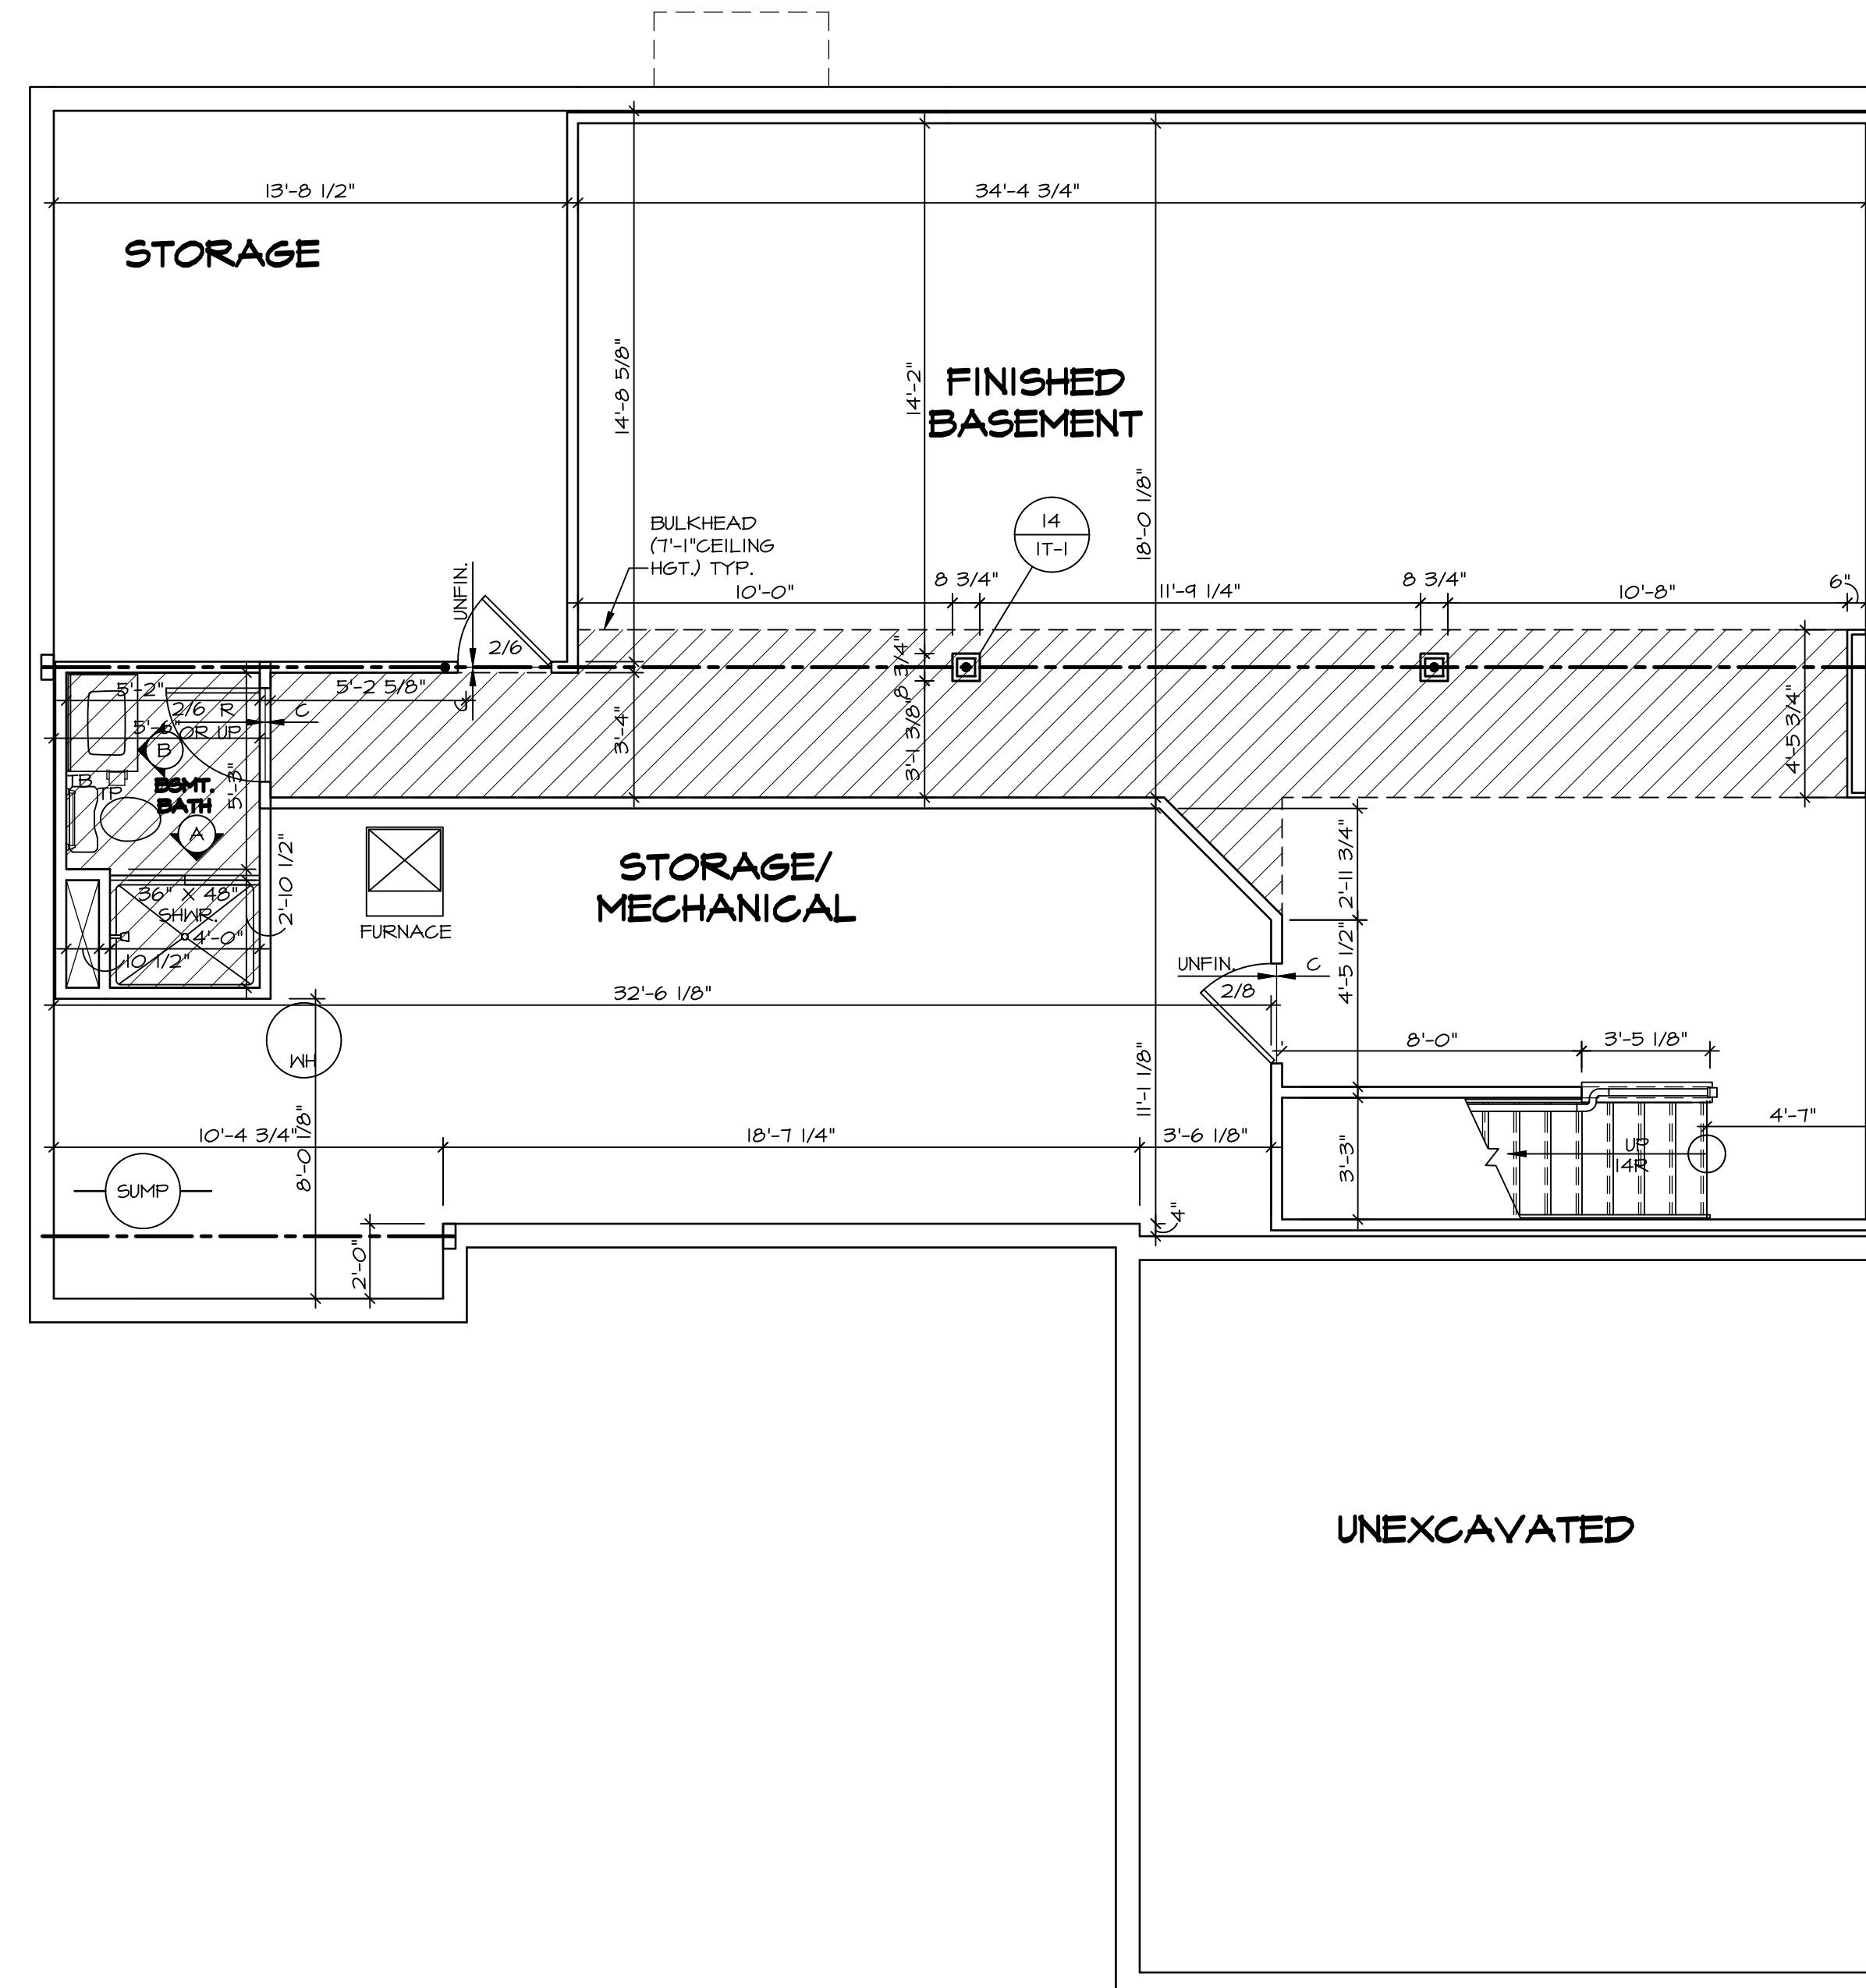 13'-8 1/2"
34'-4 3/4"
STORAGE
14'-8 5/8"
14'-2"
FINISHED
BASEMENT
18'-0 1/8"
BULKHEAD
(7'-1"CEILING
HGT.) TYP.
14
1T-1
UNFIN.
2/6
10'-0"
8 3/4"
11'-9 1/4"
8 3/4"
10'-8"
6"
5'-2"
5'-2 5/8"
2/6 R
C
5'-6"
OR UP
B
3'-4"
8 3/4"
3'-1 3/8"
4'-5 3/4"
TB
TP
BSMT.
BATH
5'-3"
A
2'-10 1/2"
36" X 48"
SHWR.
4'-0"
10 1/2"
FURNACE
STORAGE/
MECHANICAL
2'-11 3/4"
4'-5 1/2"
UNFIN.
C
2/8
32'-6 1/8"
WH
8'-0"
3'-5 1/8"
11'-1 1/8"
10'-4 3/4"
8'-0 1/8"
18'-7 1/4"
3'-6 1/8"
3'-3"
4'-7"
UP
14R
SUMP
2'-0"
4"
UNEXCAVATED